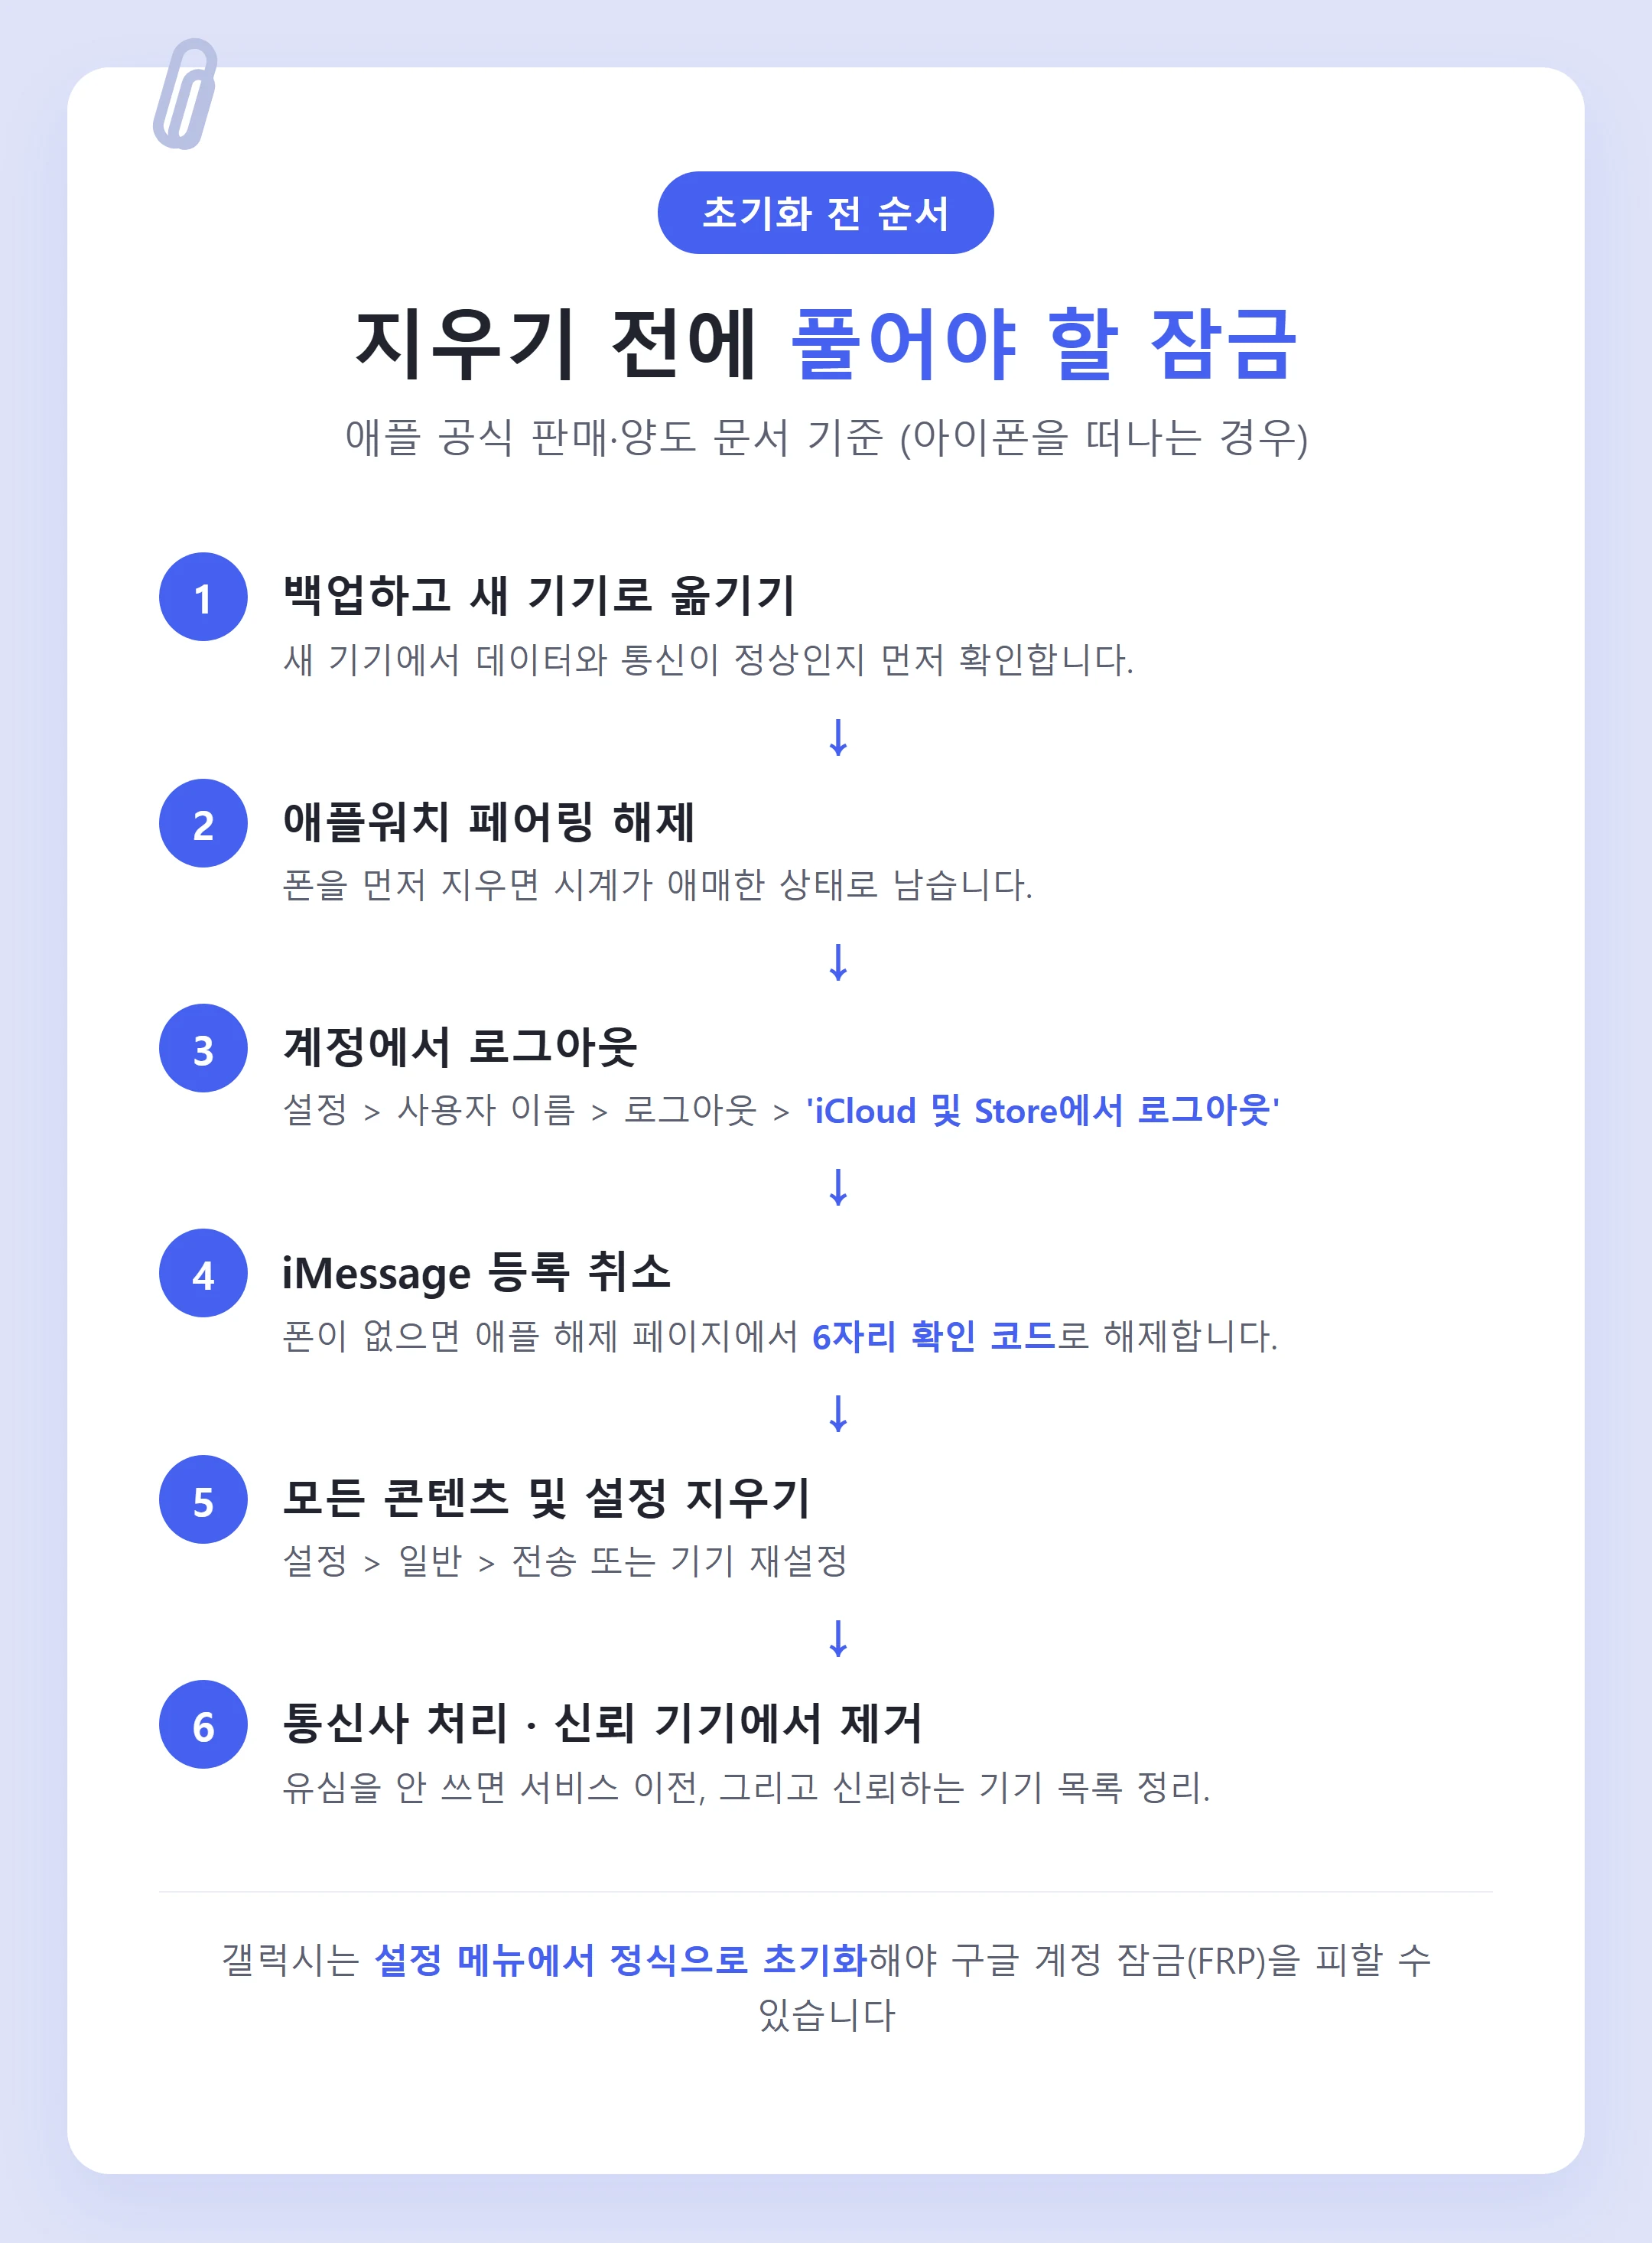 초기화 전 순서
지우기 전에 풀어야 할 잠금
애플 공식 판매·양도 문서 기준 (아이폰을 떠나는 경우)
1
백업하고 새 기기로 옮기기
새 기기에서 데이터와 통신이 정상인지 먼저 확인합니다.
↓
2
애플워치 페어링 해제
폰을 먼저 지우면 시계가 애매한 상태로 남습니다.
↓
3
계정에서 로그아웃
설정 > 사용자 이름 > 로그아웃 > 'iCloud 및 Store에서 로그아웃'
↓
4
iMessage 등록 취소
폰이 없으면 애플 해제 페이지에서 6자리 확인 코드로 해제합니다.
↓
5
모든 콘텐츠 및 설정 지우기
설정 > 일반 > 전송 또는 기기 재설정
↓
6
통신사 처리 · 신뢰 기기에서 제거
유심을 안 쓰면 서비스 이전, 그리고 신뢰하는 기기 목록 정리.
갤럭시는 설정 메뉴에서 정식으로 초기화해야 구글 계정 잠금(FRP)을 피할 수
있습니다